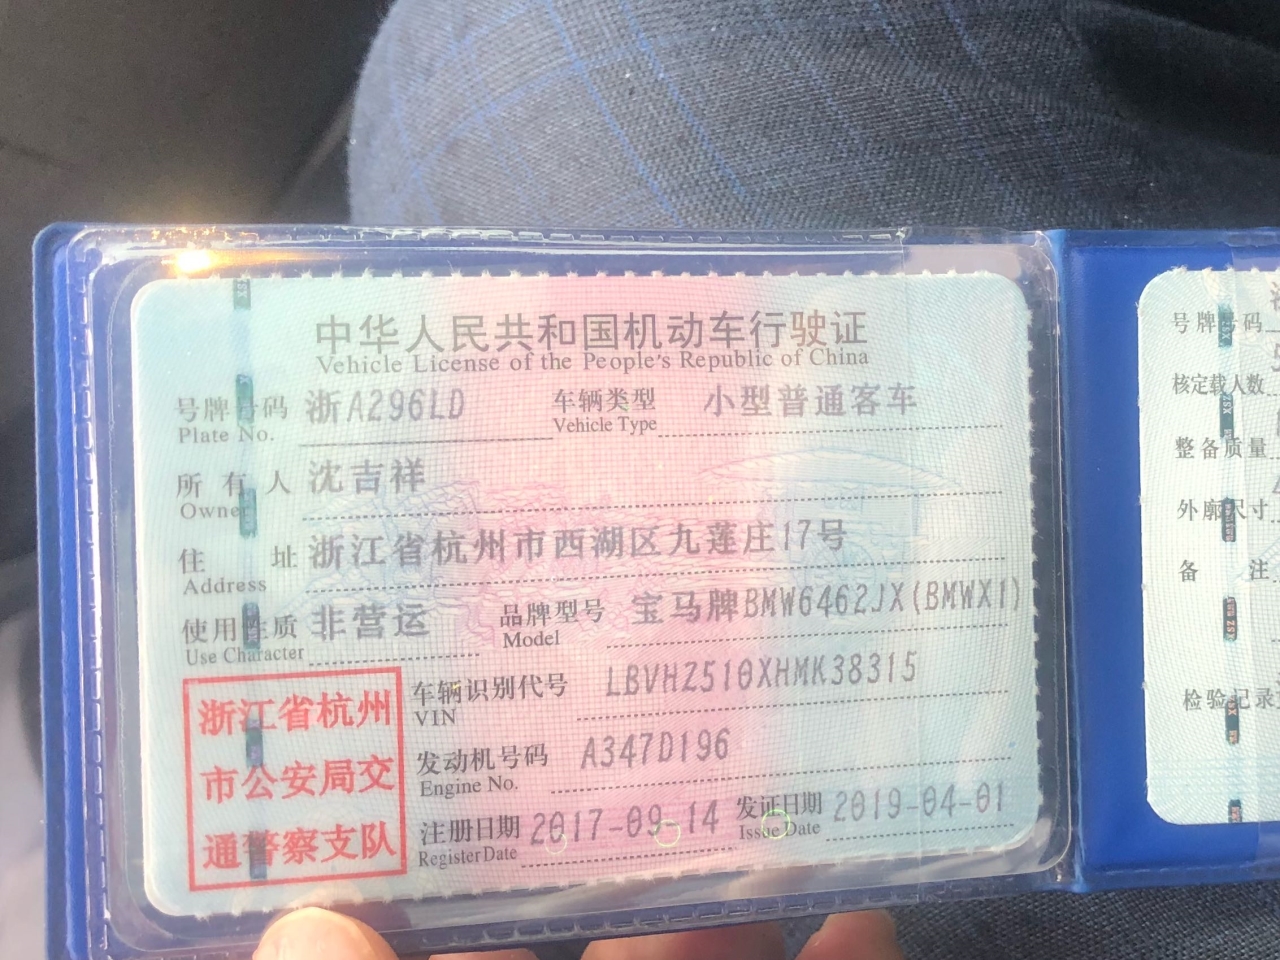 中华人民共和国机动车行驶证
Vehicle License of the People's Republic of China
号牌号码 浙A296LD 车辆类型 小型普通客车
Plate No. Vehicle Type
所有人 沈吉祥
Owner
住址 浙江省杭州市西湖区九莲庄17号
Address
使用性质 非营运 品牌型号 宝马牌BMW6462JX(BMWX1)
Use Character Model
浙江省杭州
市公安局交
通警察支队
车辆识别代号 LBVHZ510XHMK38315
VIN
发动机号码 A347D196
Engine No.
注册日期 2017-09-14 发证日期 2019-04-01
Register Date Issue Date
号牌号码
核定载人数
整备质量
外廓尺寸
备注
检验记录